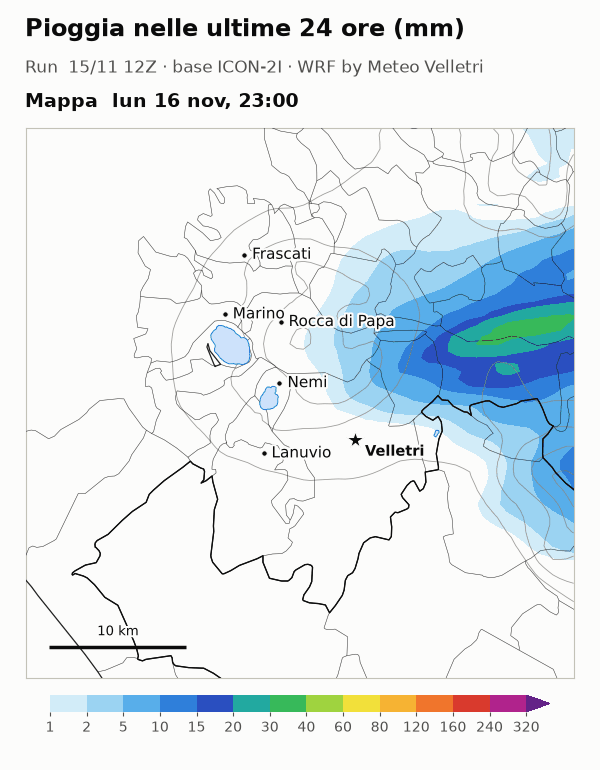 Pioggia nelle ultime 24 ore (mm)
Run  15/11 12Z · base ICON-2I · WRF by Meteo Velletri
Mappa  lun 16 nov, 23:00
Frascati
Marino
Rocca di Papa
Nemi
Velletri
Lanuvio
10 km
1 2 5 10 15 20 30 40 60 80 120 160 240 320